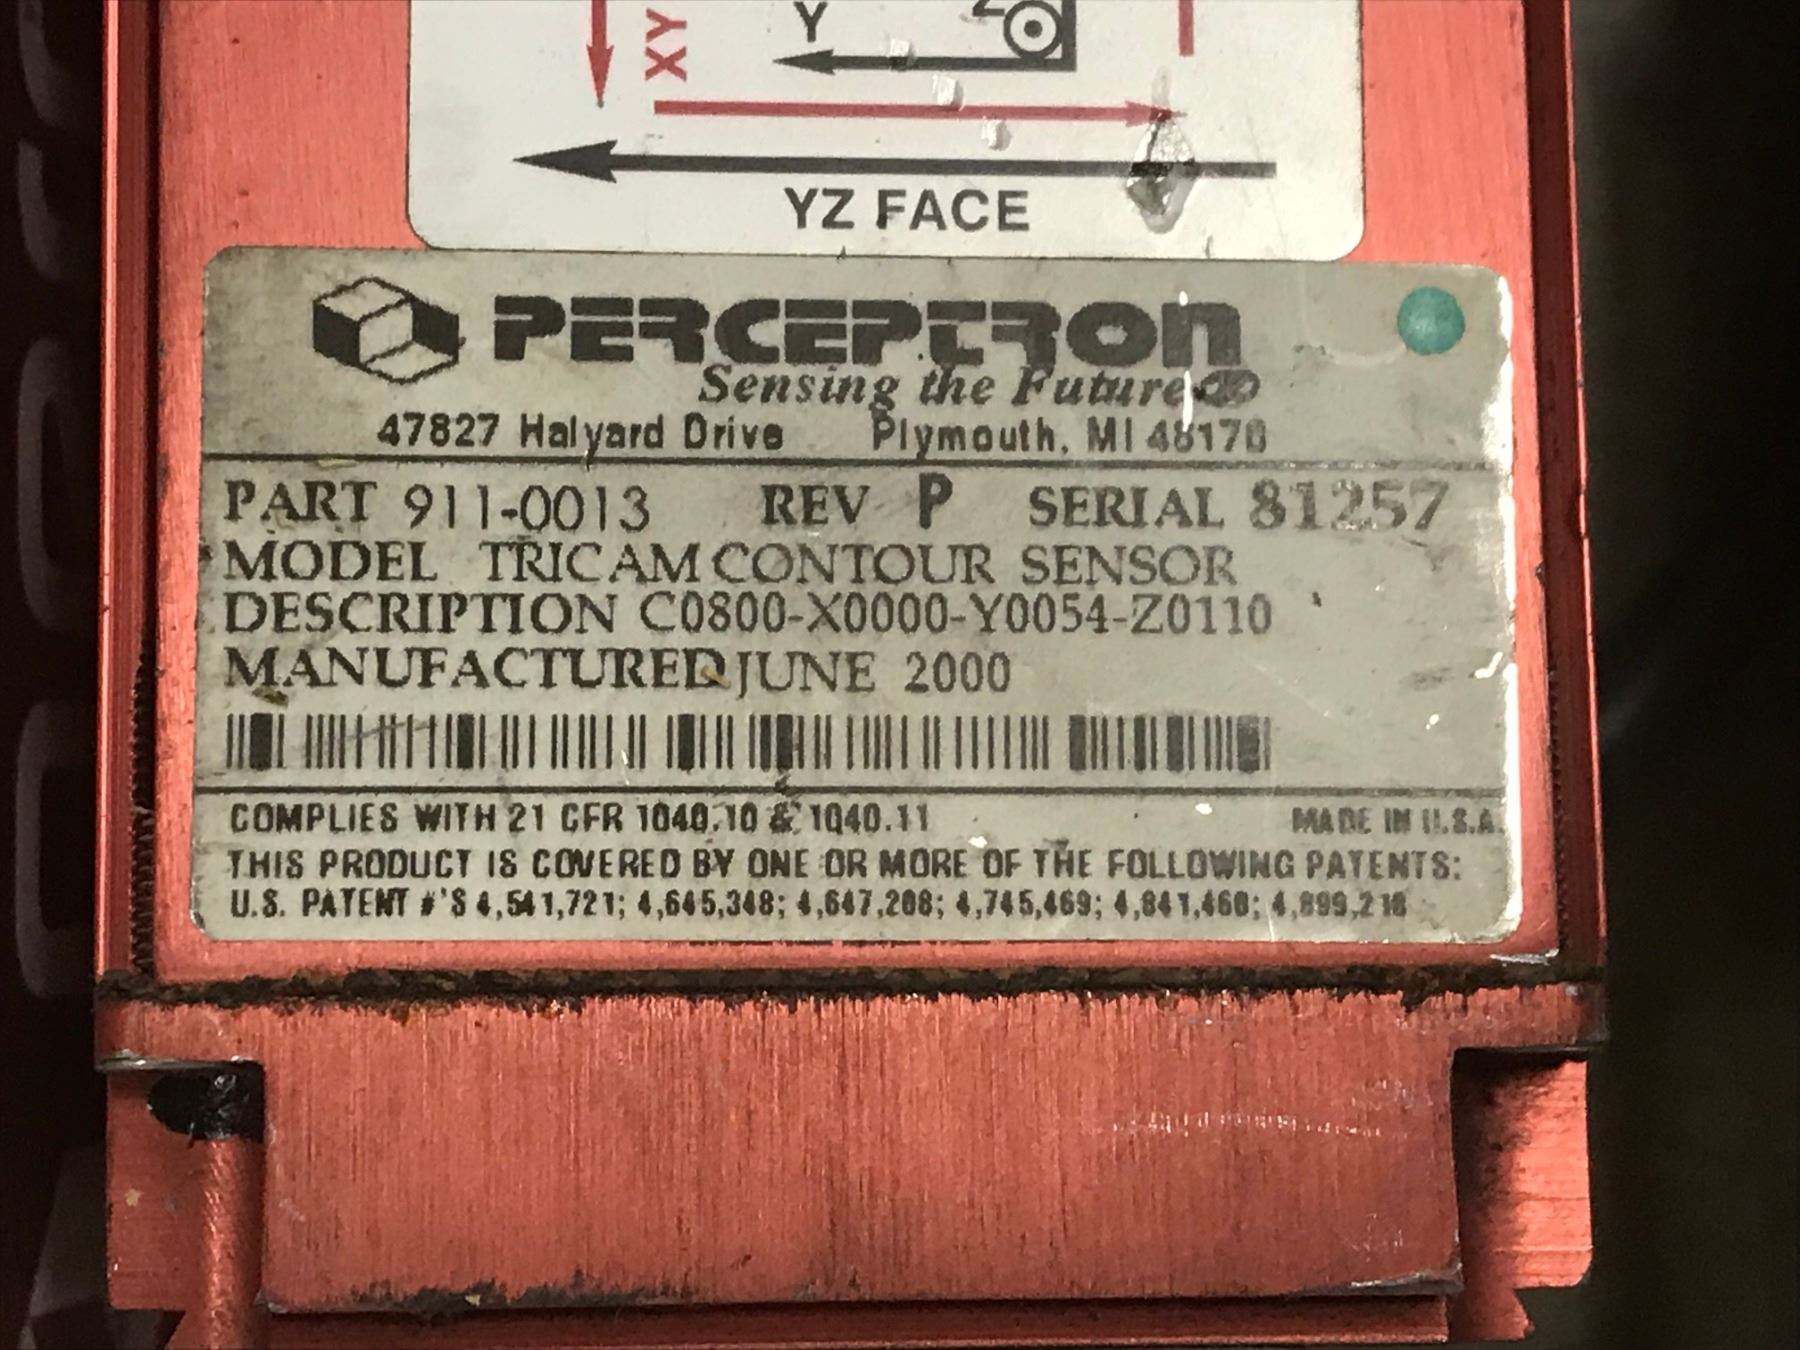 XY
Y
Z
YZ FACE
PERCEPTRON
Sensing the Future
47827 Halyard Drive Plymouth, MI 48170
PART 911-0013 REV P SERIAL 81257
MODEL TRICAM CONTOUR SENSOR
DESCRIPTION C0800-X0000-Y0054-Z0110
MANUFACTURED JUNE 2000
COMPLIES WITH 21 CFR 1040.10 & 1040.11 MADE IN U.S.A.
THIS PRODUCT IS COVERED BY ONE OR MORE OF THE FOLLOWING PATENTS:
U.S. PATENT #'S 4,541,721; 4,645,348; 4,647,208; 4,745,469; 4,841,460; 4,899,218